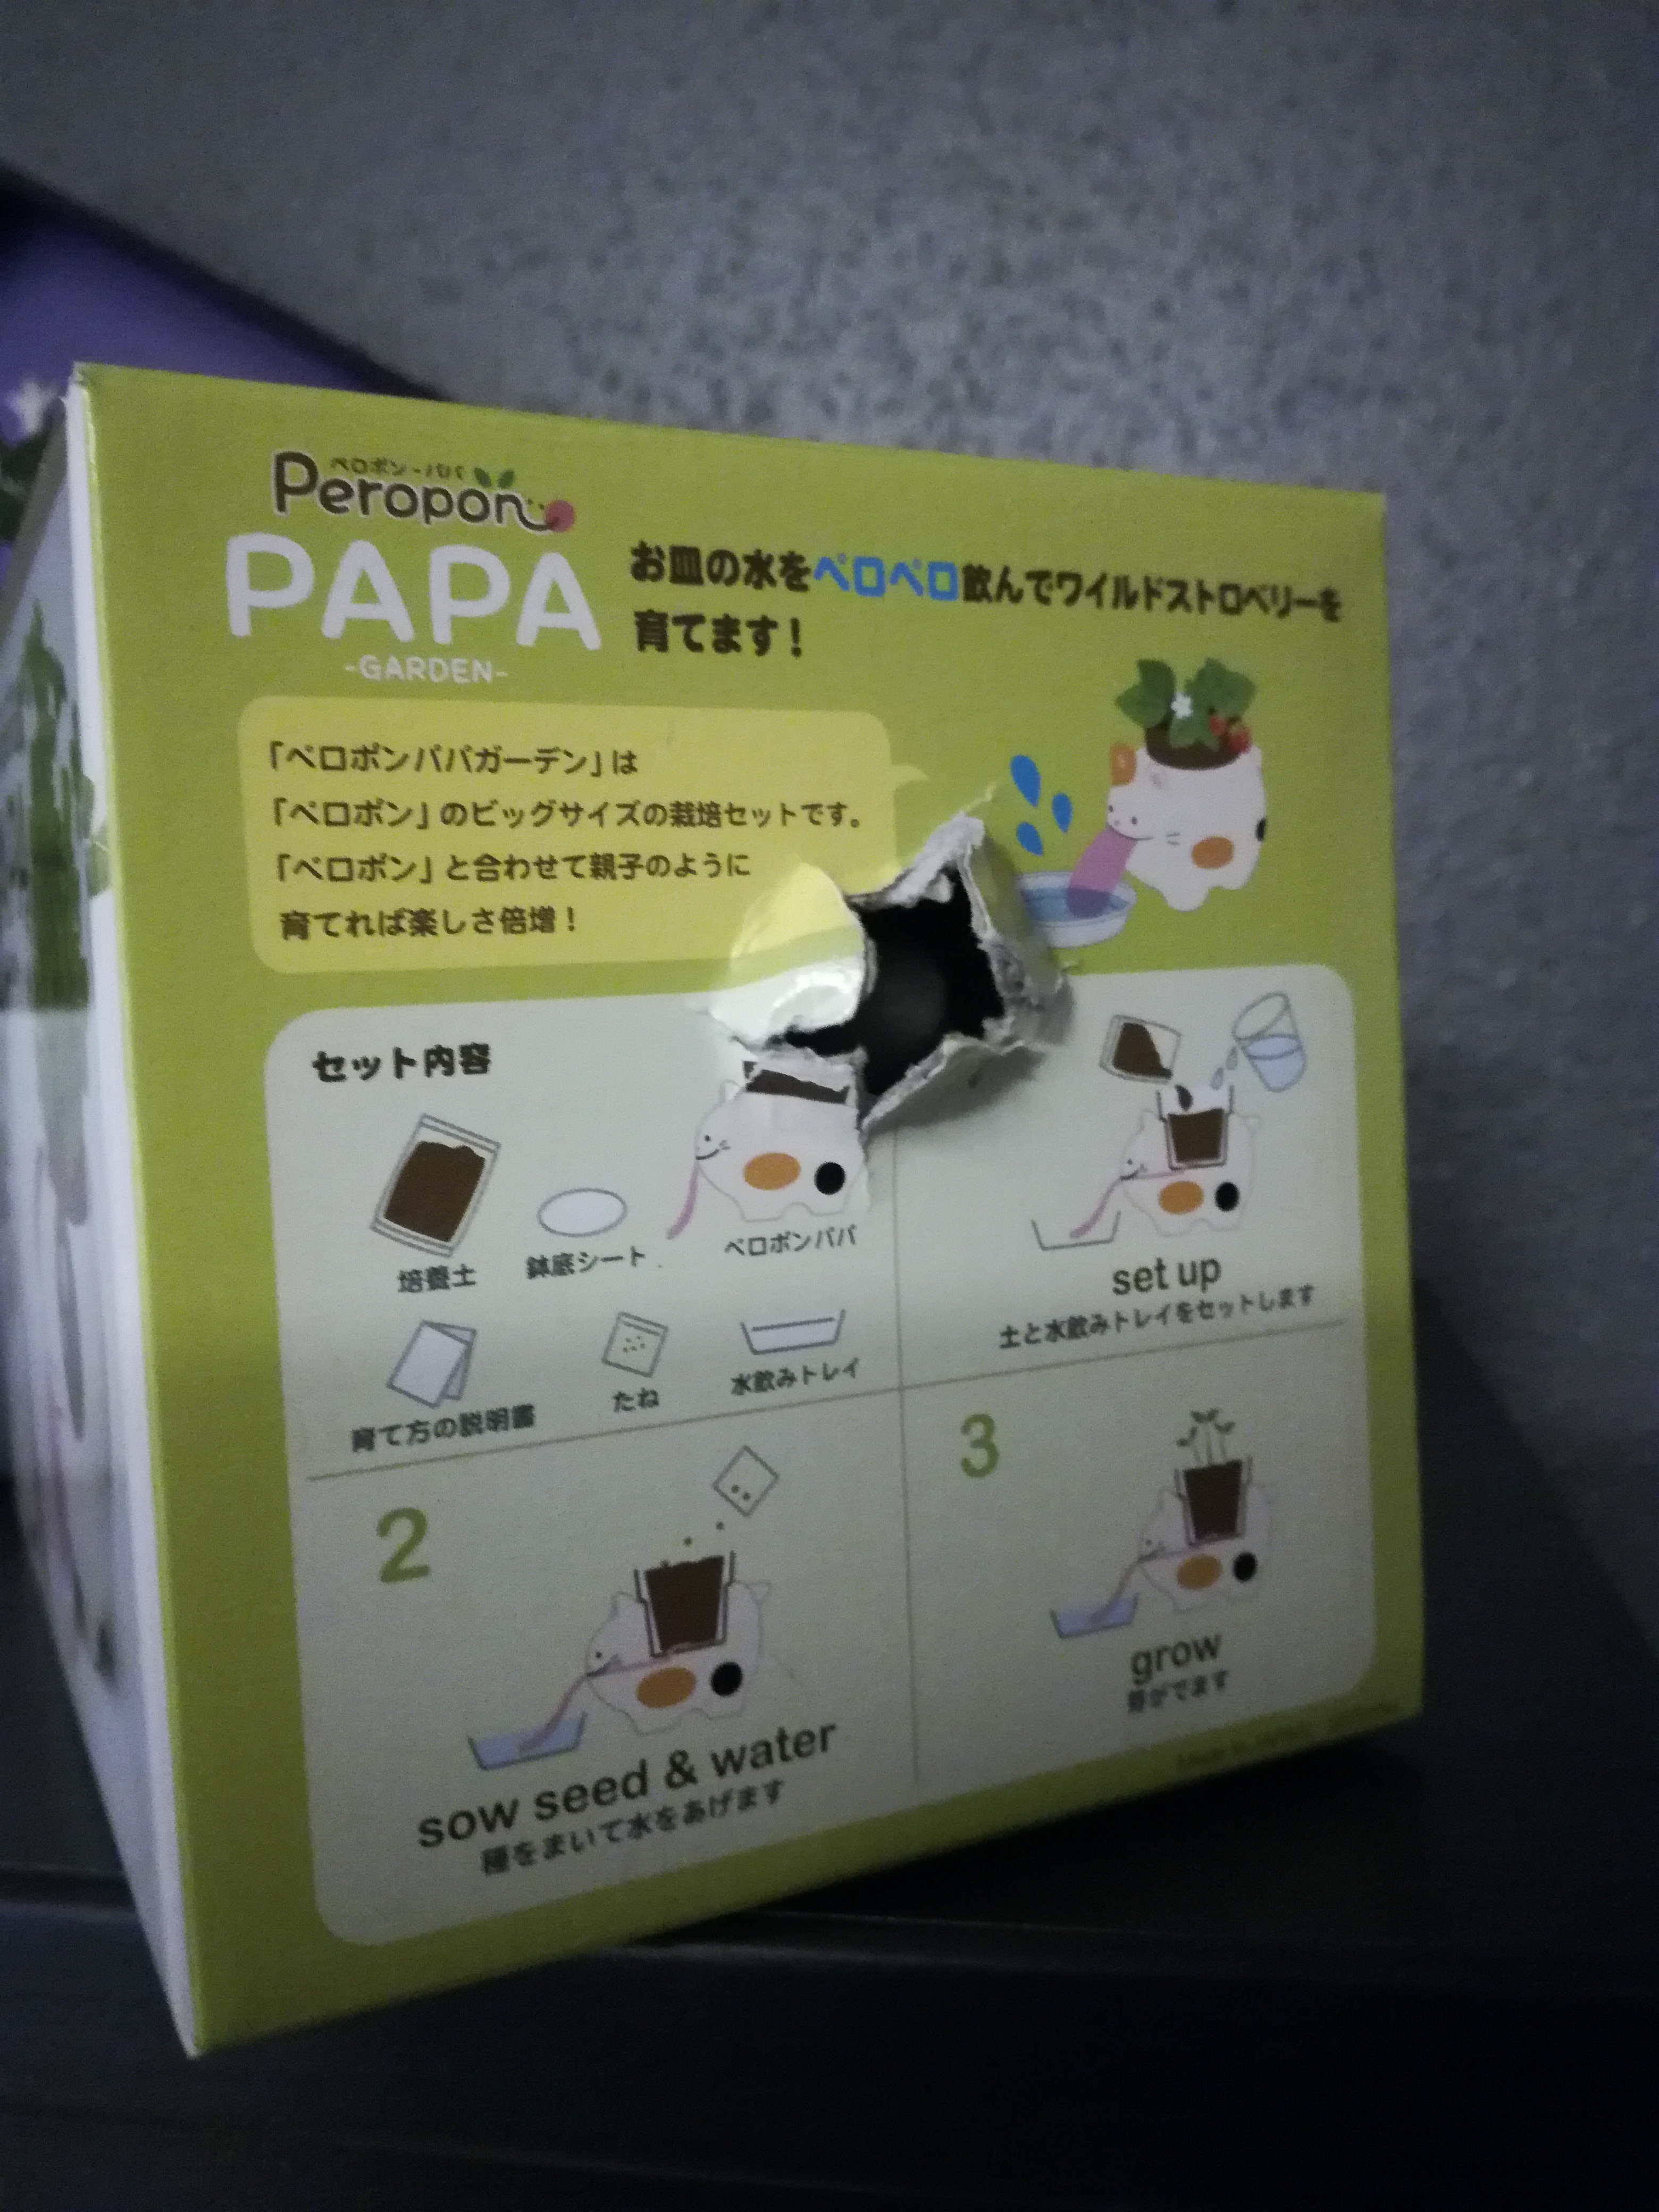 ペロポン-パパ
Peropon
PAPA
-GARDEN-
お皿の水をペロペロ飲んでワイルドストロベリーを
育てます!
「ペロポンパパガーデン」は
「ペロポン」のビッグサイズの栽培セットです。
「ペロポン」と合わせて親子のように
育てれば楽しさ倍増!
セット内容
培養土
鉢底シート
ペロポンパパ
育て方の説明書
たね
水飲みトレイ
set up
土と水飲みトレイをセットします
2
sow seed & water
種をまいて水をあげます
3
grow
芽がでます